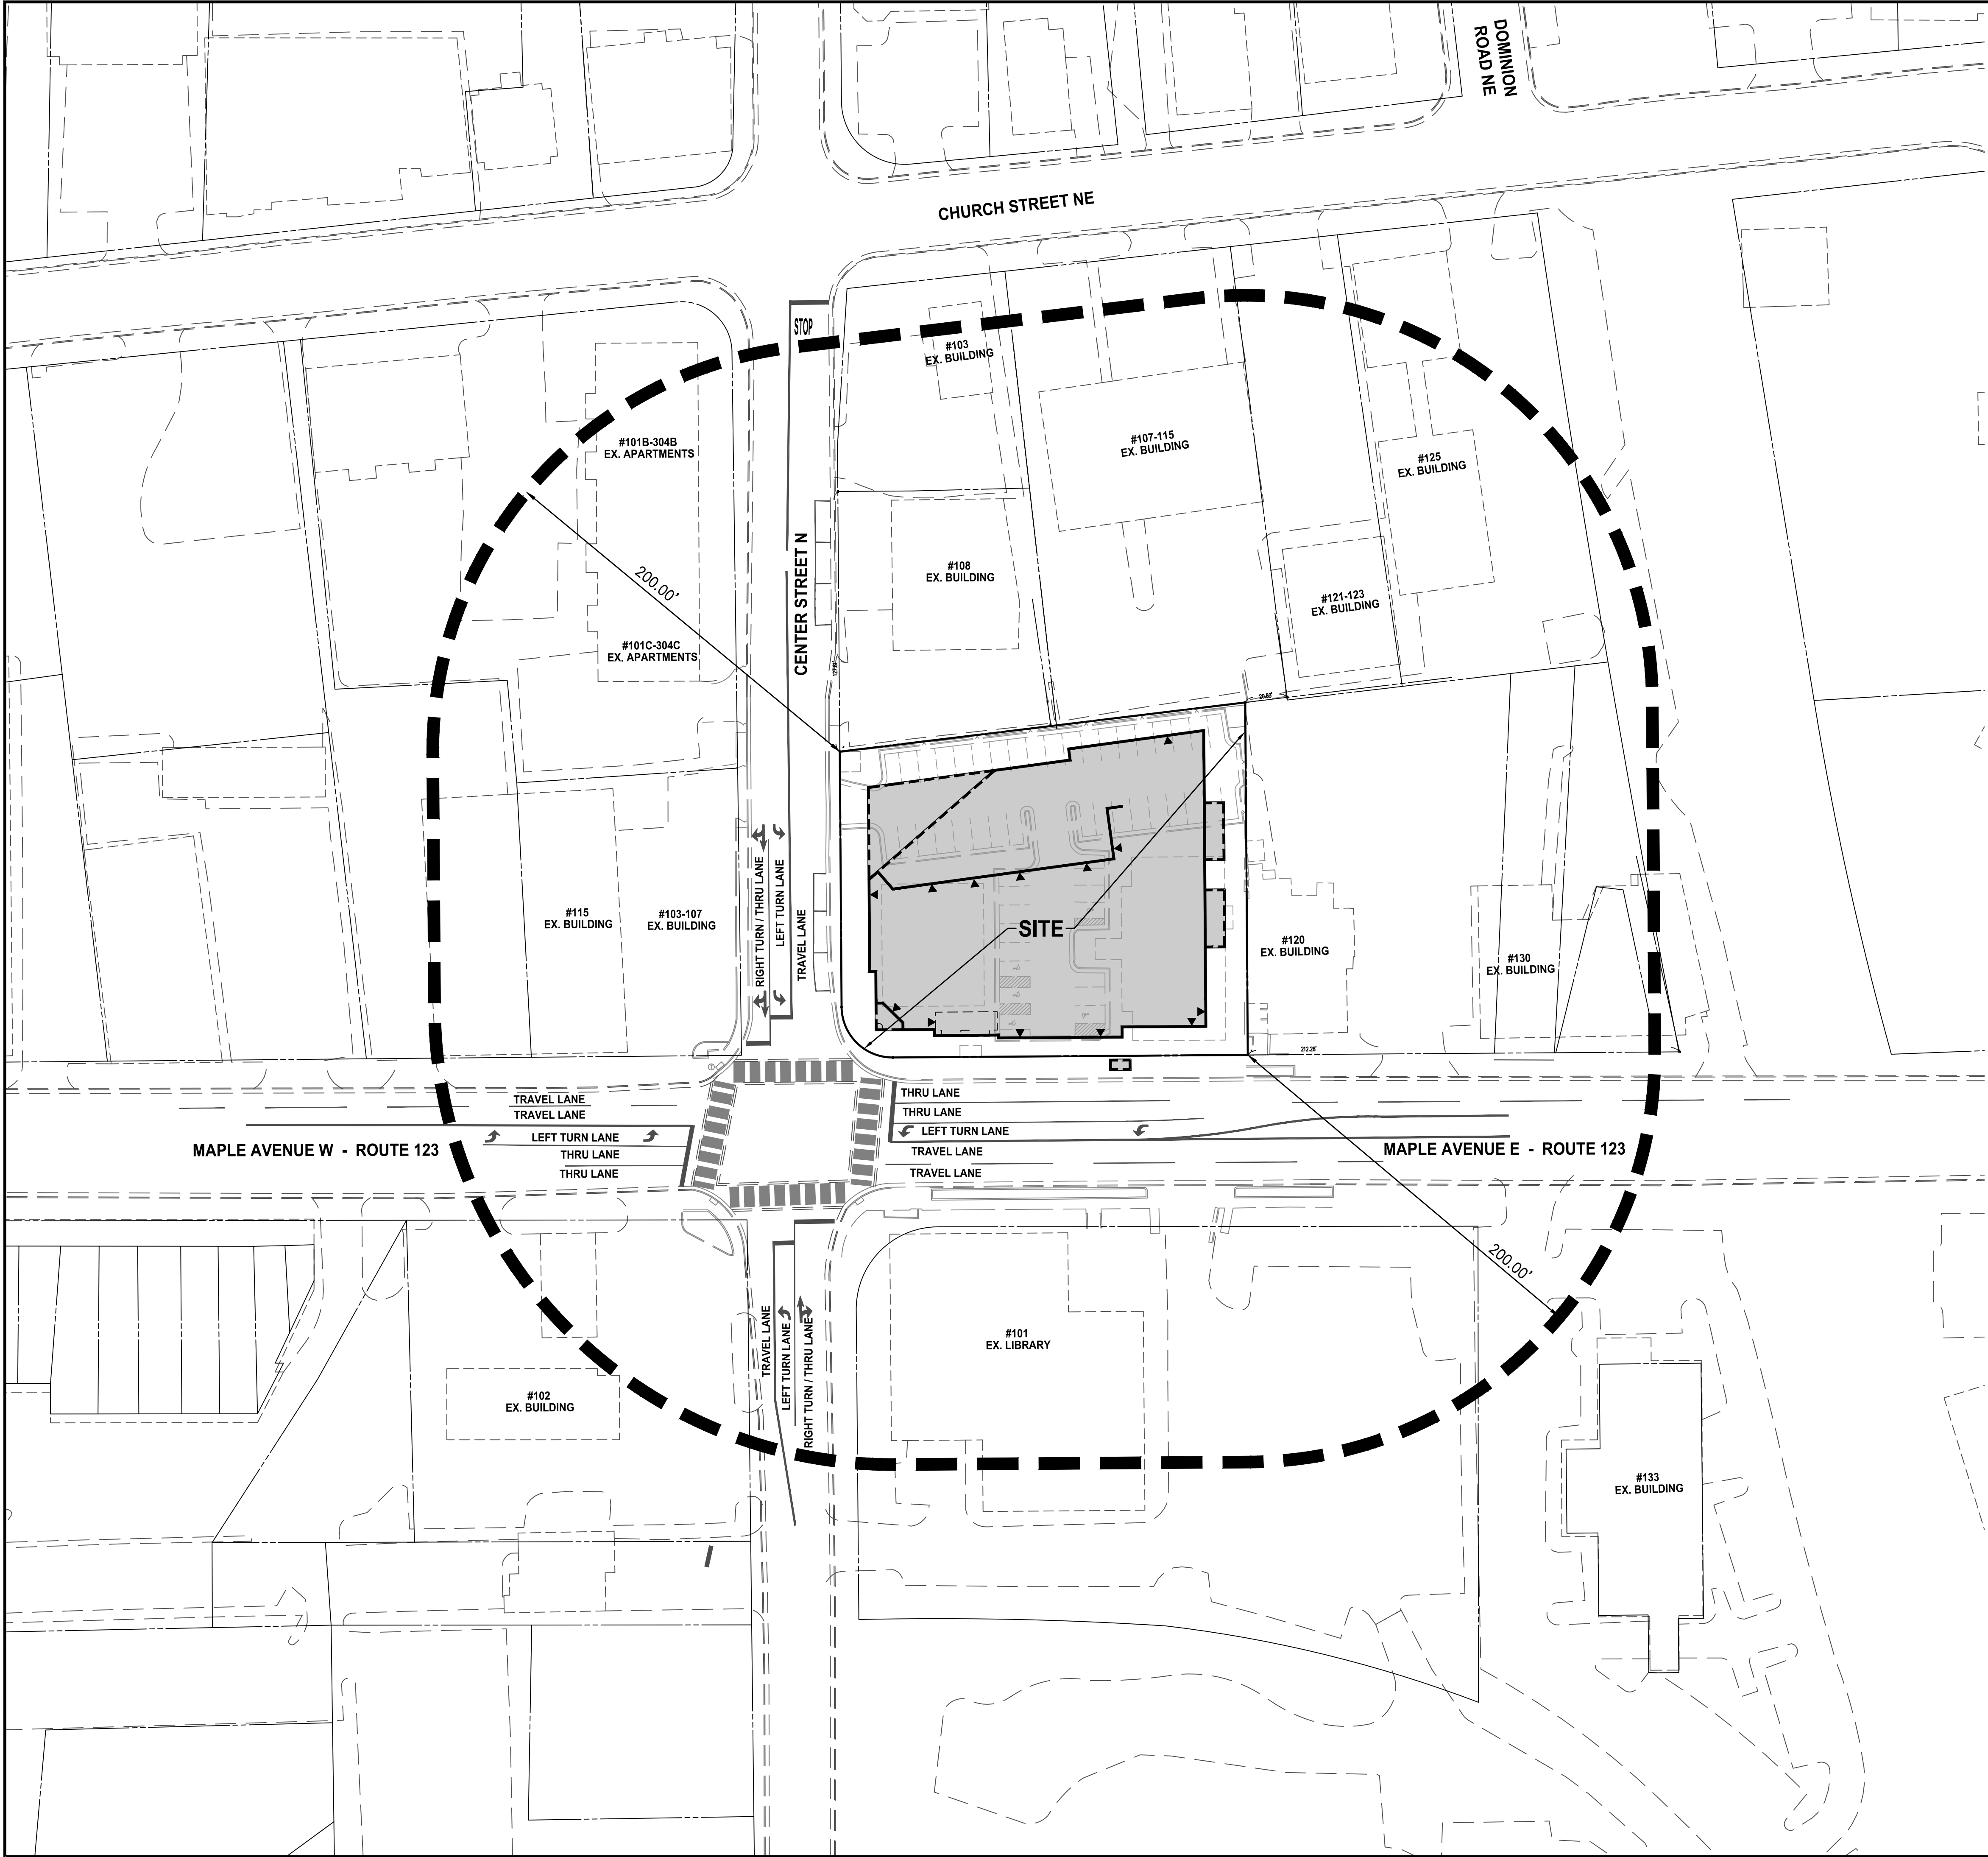 DOMINION
ROAD NE
CHURCH STREET NE
STOP
#103
EX. BUILDING
#101B-304B
EX. APARTMENTS
#107-115
EX. BUILDING
#125
EX. BUILDING
200.00'
CENTER STREET N
#108
EX. BUILDING
#121-123
EX. BUILDING
#101C-304C
EX. APARTMENTS
20.83'
RIGHT TURN / THRU LANE
LEFT TURN LANE
TRAVEL LANE
#115
EX. BUILDING
#103-107
EX. BUILDING
SITE
#120
EX. BUILDING
#130
EX. BUILDING
212.28'
TRAVEL LANE
TRAVEL LANE
LEFT TURN LANE
THRU LANE
THRU LANE
MAPLE AVENUE W - ROUTE 123
THRU LANE
THRU LANE
LEFT TURN LANE
TRAVEL LANE
TRAVEL LANE
MAPLE AVENUE E - ROUTE 123
200.00'
TRAVEL LANE
LEFT TURN LANE
RIGHT TURN / THRU LANE
#101
EX. LIBRARY
#102
EX. BUILDING
#133
EX. BUILDING